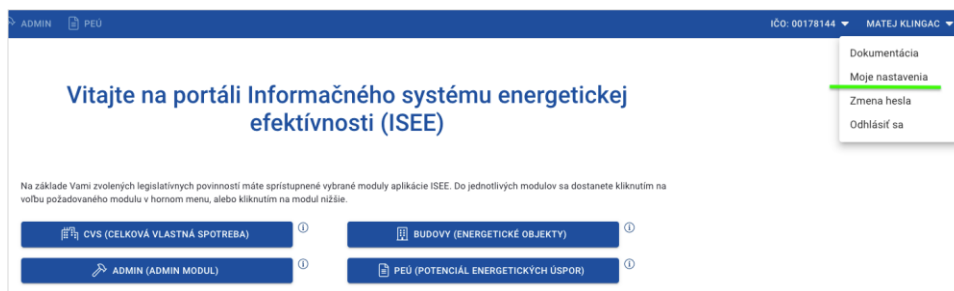 ADMIN PEÚ IČO: 00178144 MATEJ KLINGAC
Dokumentácia
Moje nastavenia
Zmena hesla
Odhlásiť sa
Vitajte na portáli Informačného systému energetickej
efektívnosti (ISEE)
Na základe Vami zvolených legislatívnych povinností máte sprístupnené vybrané moduly aplikácie ISEE. Do jednotlivých modulov sa dostanete kliknutím na
voľbu požadovaného modulu v hornom menu, alebo kliknutím na modul nižšie.
CVS (CELKOVÁ VLASTNÁ SPOTREBA) BUDOVY (ENERGETICKÉ OBJEKTY)
ADMIN (ADMIN MODUL) PEÚ (POTENCIÁL ENERGETICKÝCH ÚSPOR)